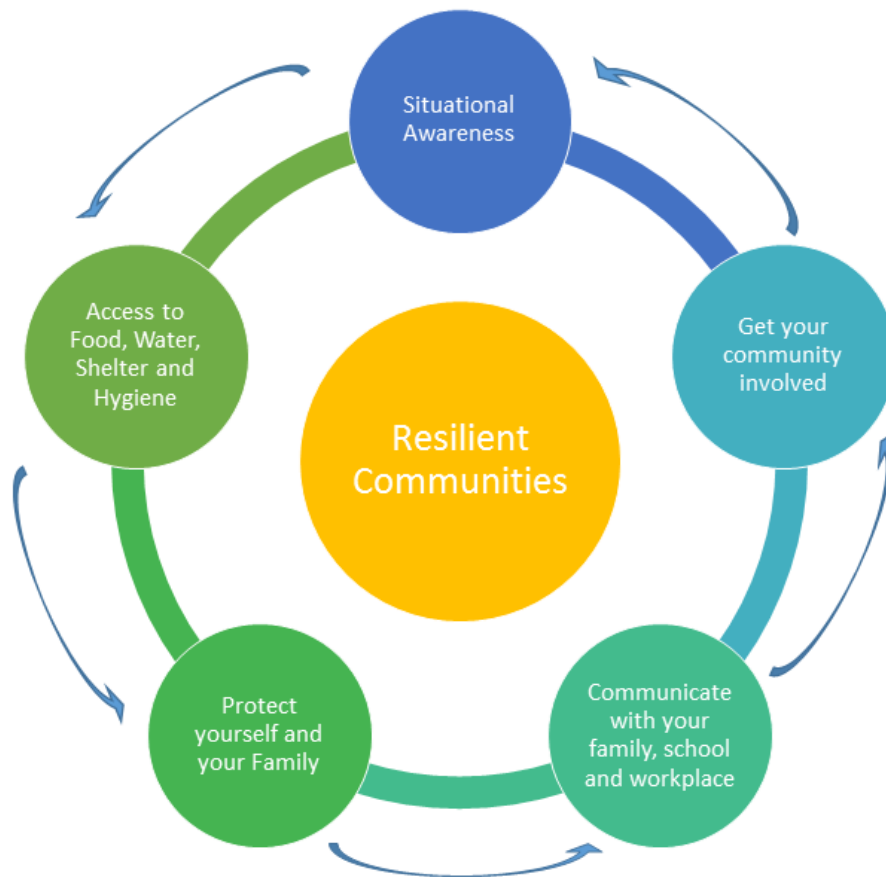 Situational
Awareness
Access to
Food, Water,
Shelter and
Hygiene
Get your
community
involved
Resilient
Communities
Protect
yourself and
your Family
Communicate
with your
family, school
and workplace